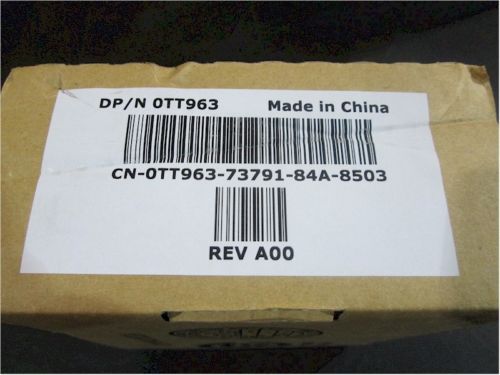 DP/N 0TT963 Made in China
CN-0TT963-73791-84A-8503
REV A00